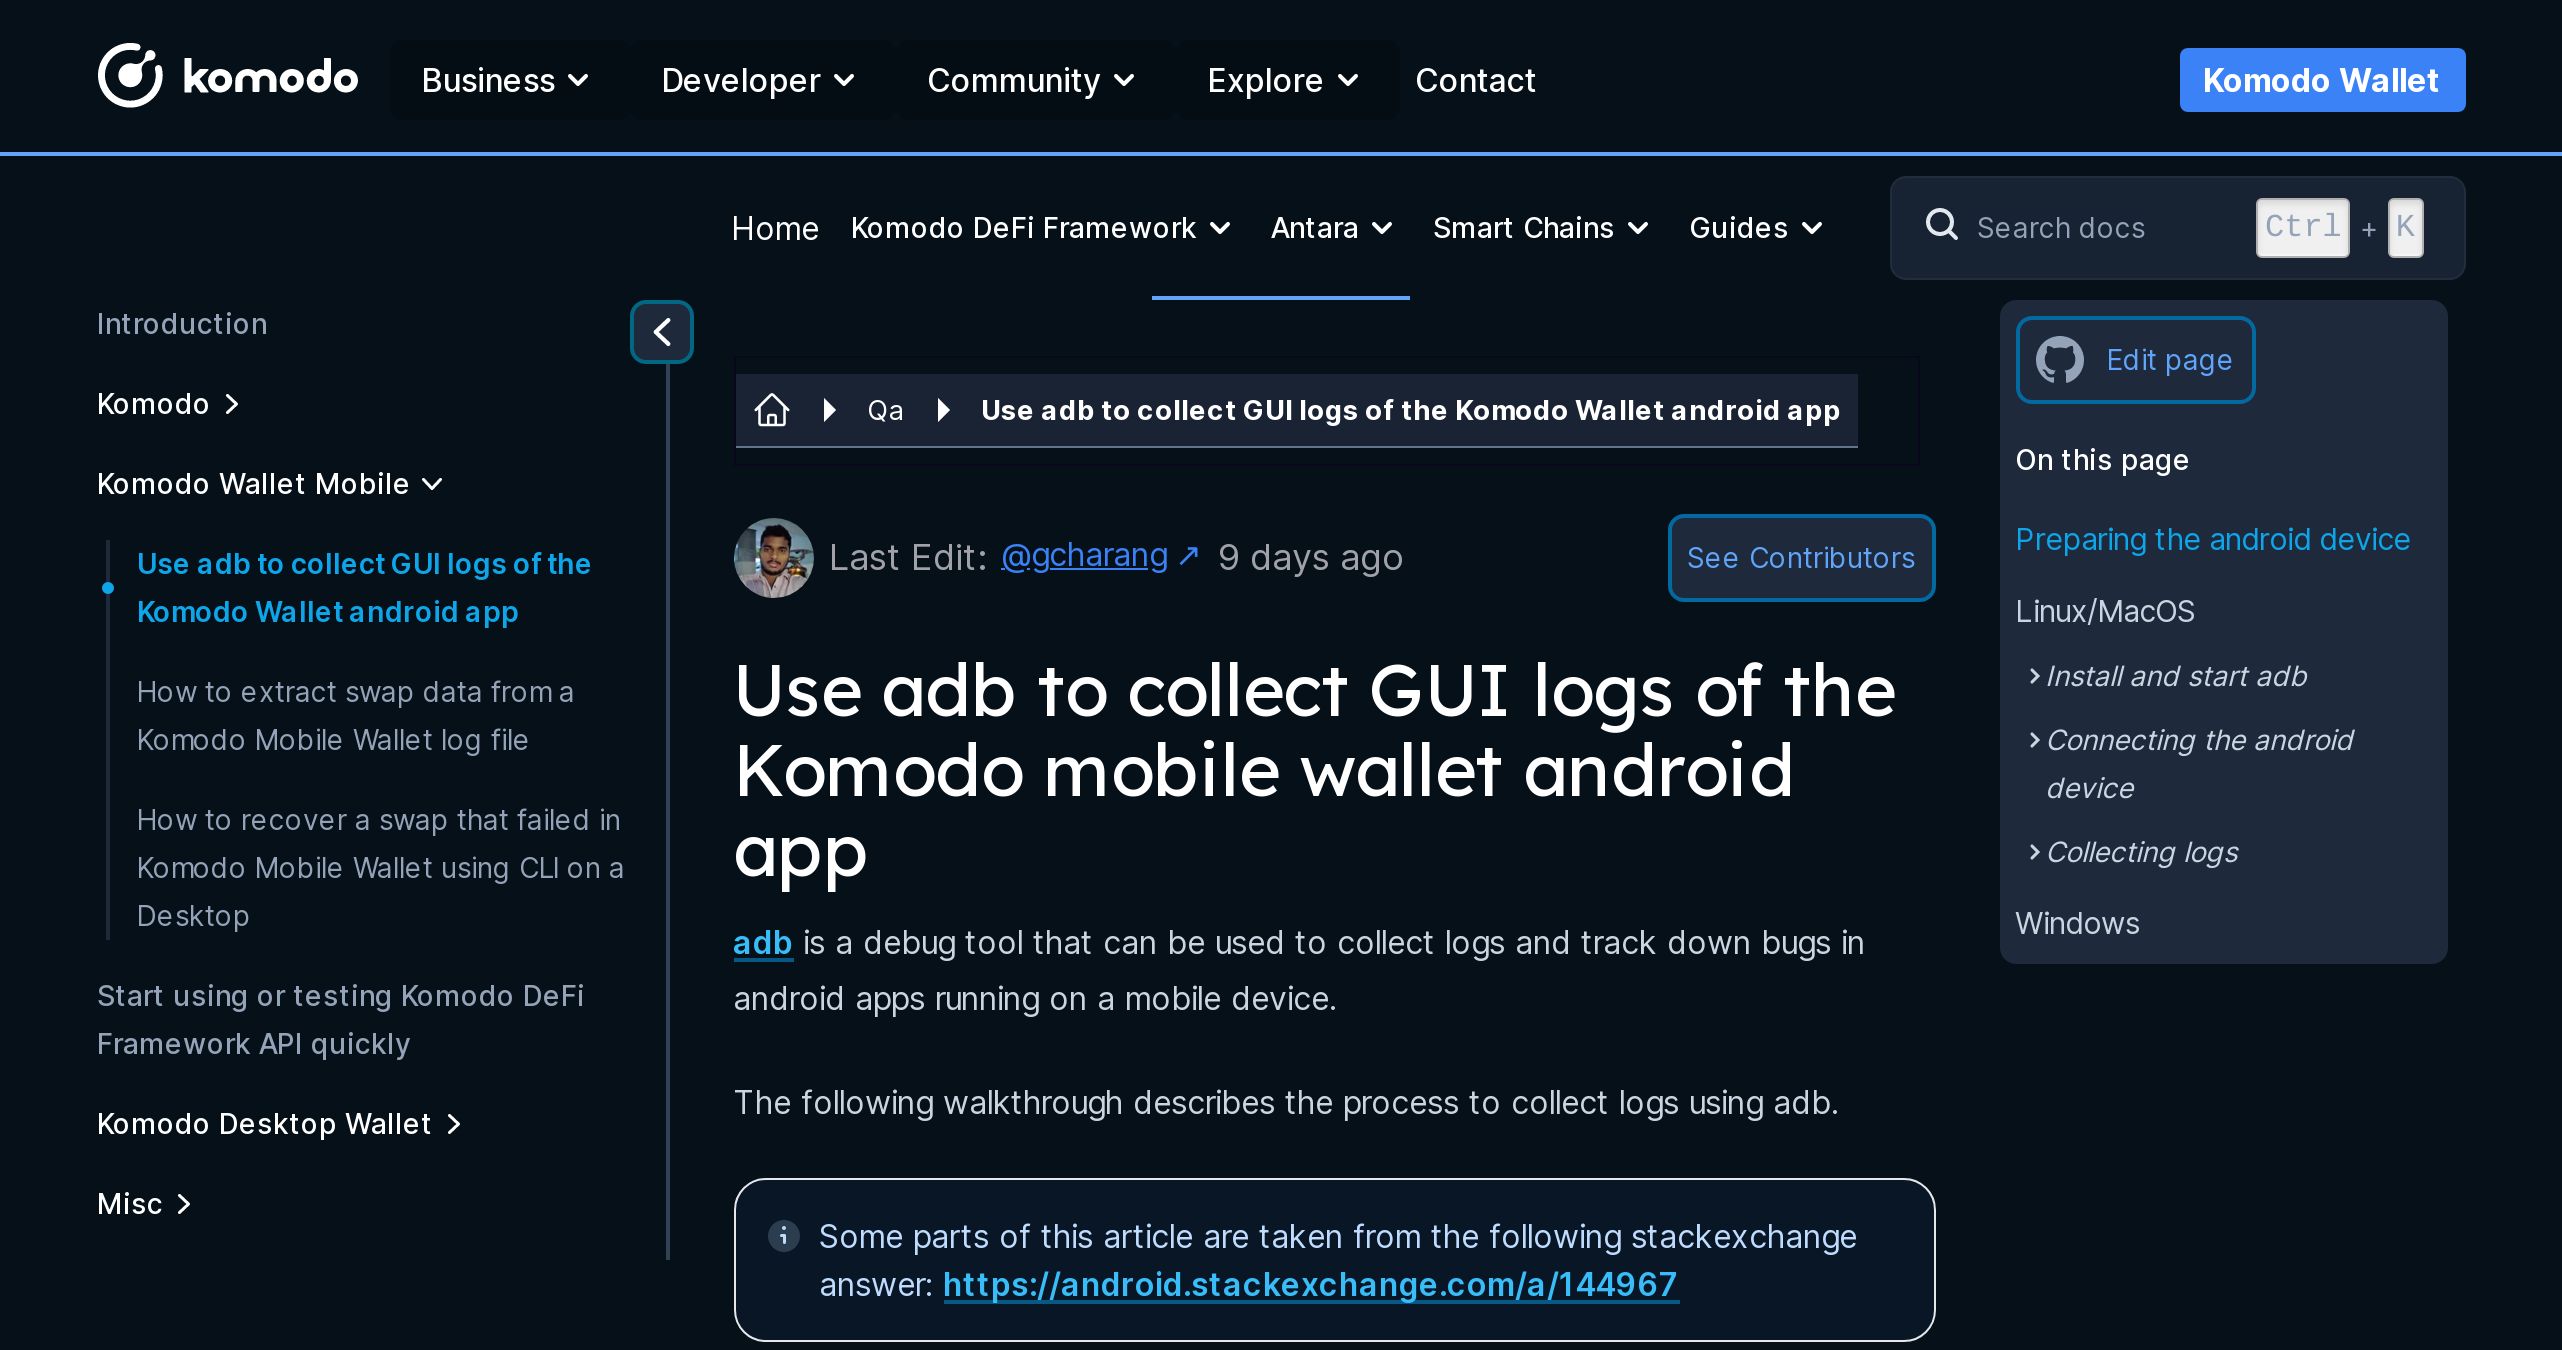 komodo
Business
Developer
Community
Explore
Contact
Komodo Wallet
Home
Komodo DeFi Framework
Antara
Smart Chains
Guides
Search docs
Ctrl + K
Introduction
Komodo
Komodo Wallet Mobile
Use adb to collect GUI logs of the
Komodo Wallet android app
How to extract swap data from a
Komodo Mobile Wallet log file
How to recover a swap that failed in
Komodo Mobile Wallet using CLI on a
Desktop
Start using or testing Komodo DeFi
Framework API quickly
Komodo Desktop Wallet
Misc
Qa
Use adb to collect GUI logs of the Komodo Wallet android app
Last Edit: @gcharang ↗ 9 days ago
See Contributors
Use adb to collect GUI logs of the
Komodo mobile wallet android
app
adb is a debug tool that can be used to collect logs and track down bugs in
android apps running on a mobile device.
The following walkthrough describes the process to collect logs using adb.
Some parts of this article are taken from the following stackexchange
answer: https://android.stackexchange.com/a/144967
Edit page
On this page
Preparing the android device
Linux/MacOS
Install and start adb
Connecting the android
device
Collecting logs
Windows